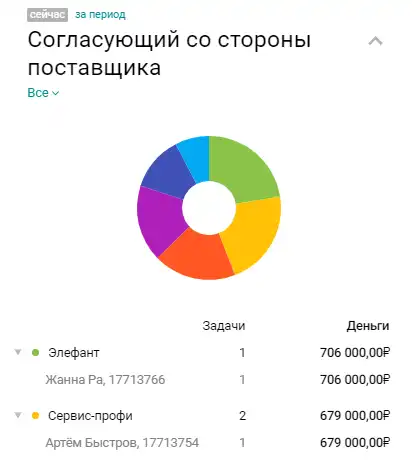 сейчас за период
Согласующий со стороны
поставщика
Все
Задачи Деньги
Элефант 1 706 000,00₽
Жанна Ра, 17713766 1 706 000,00₽
Сервис-профи 2 679 000,00₽
Артём Быстров, 17713754 1 679 000,00₽